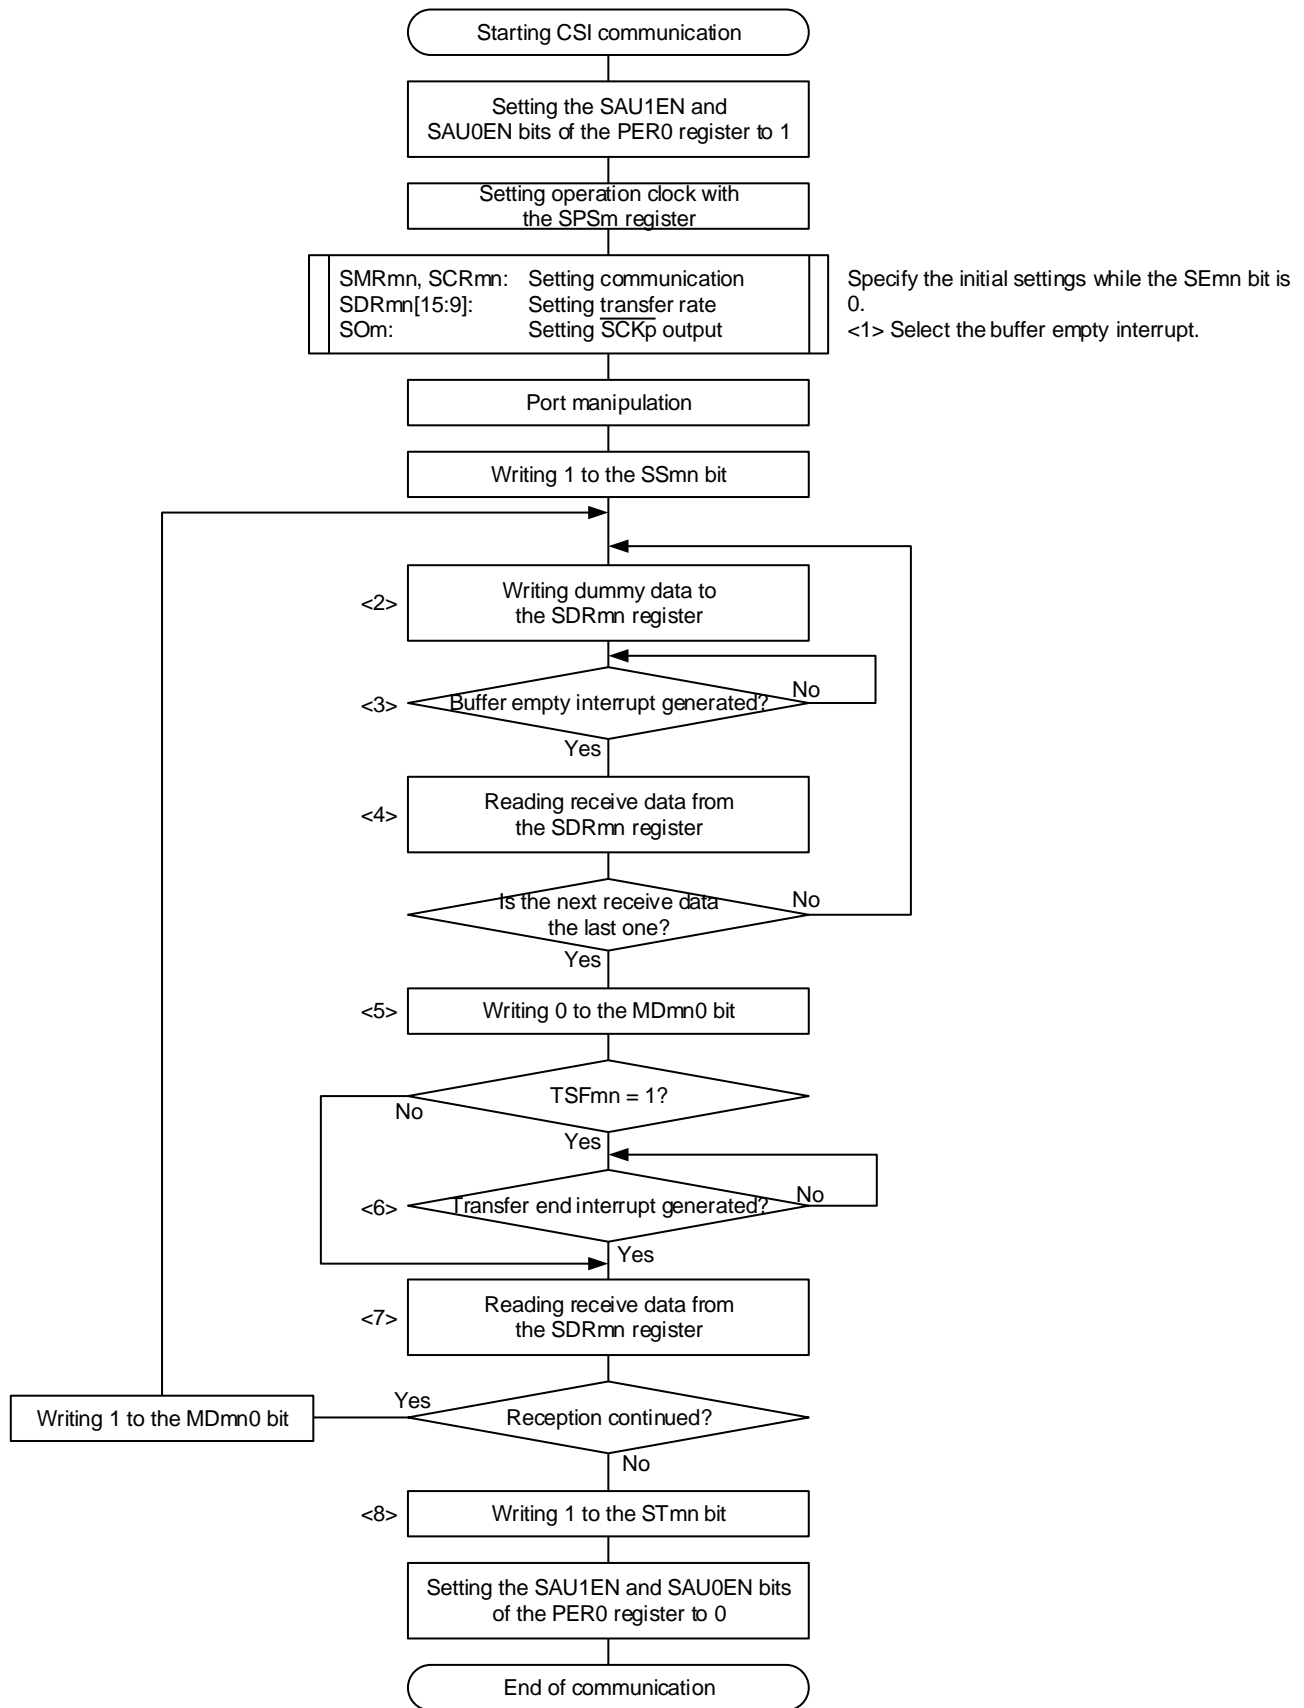 Starting CSI communication
Setting the SAU1EN and
SAU0EN bits of the PER0 register to 1
Setting operation clock with
the SPSm register
SMRmn, SCRmn: Setting communication
SDRmn[15:9]: Setting transfer rate
SOm: Setting SCKp output
Specify the initial settings while the SEmn bit is
0.
<1> Select the buffer empty interrupt.
Port manipulation
Writing 1 to the SSmn bit
<2>
Writing dummy data to
the SDRmn register
<3>
Buffer empty interrupt generated?
No
Yes
<4>
Reading receive data from
the SDRmn register
Is the next receive data
the last one?
No
Yes
<5>
Writing 0 to the MDmn0 bit
TSFmn = 1?
No
Yes
<6>
Transfer end interrupt generated?
No
Yes
<7>
Reading receive data from
the SDRmn register
Writing 1 to the MDmn0 bit
Yes
Reception continued?
No
<8>
Writing 1 to the STmn bit
Setting the SAU1EN and SAU0EN bits
of the PER0 register to 0
End of communication